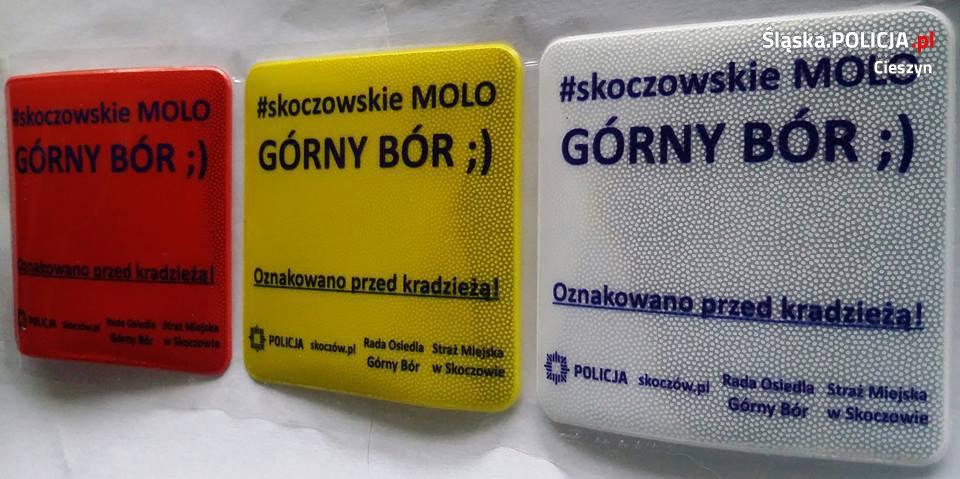 Śląska.POLICJA.pl
Cieszyn
#skoczowskie MOLO
GÓRNY BÓR ;)
Oznakowano przed kradzieżą!
POLICJA skoczów.pl Rada Osiedla Górny Bór Straż Miejska w Skoczowie
#skoczowskie MOLO
GÓRNY BÓR ;)
Oznakowano przed kradzieżą!
POLICJA skoczów.pl Rada Osiedla Górny Bór Straż Miejska w Skoczowie
#skoczowskie MOLO
GÓRNY BÓR ;)
Oznakowano przed kradzieżą!
POLICJA skoczów.pl Rada Osiedla Górny Bór Straż Miejska w Skoczowie